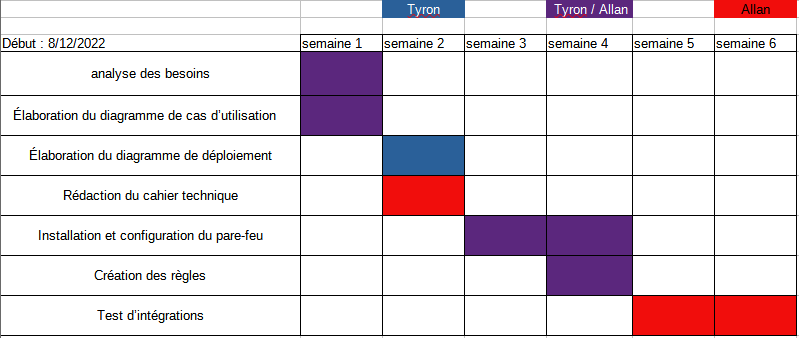 Tyron Tyron / Allan Allan
Début : 8/12/2022 semaine 1 semaine 2 semaine 3 semaine 4 semaine 5 semaine 6
analyse des besoins
Élaboration du diagramme de cas d’utilisation
Élaboration du diagramme de déploiement
Rédaction du cahier technique
Installation et configuration du pare-feu
Création des règles
Test d’intégrations